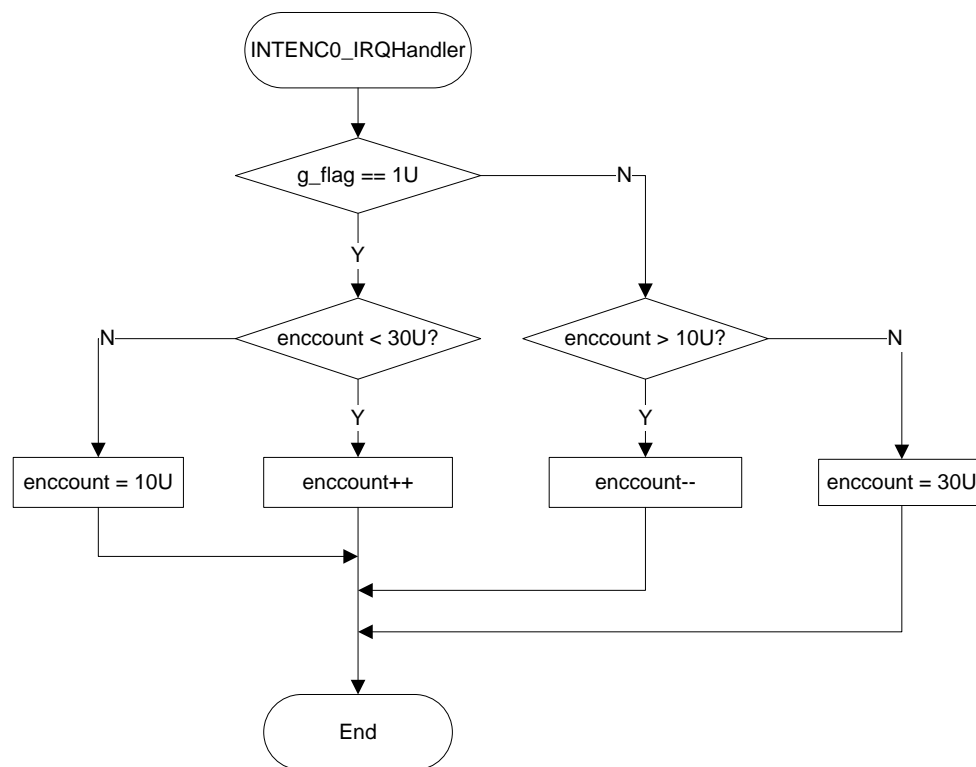 INTENC0_IRQHandler
g_flag == 1U
N
Y
enccount < 30U?
N
enccount > 10U?
N
Y
Y
enccount = 10U
enccount++
enccount--
enccount = 30U
End